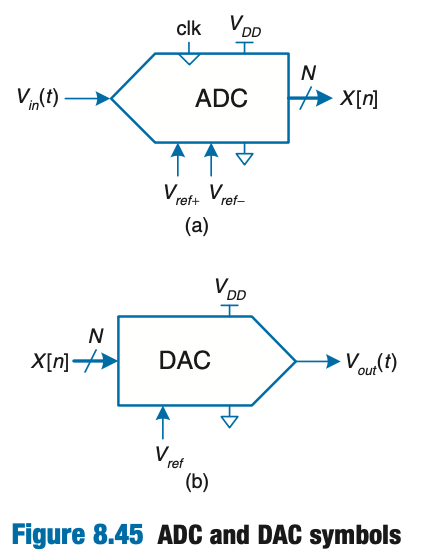 clk V_DD
N
V_in(t) ADC X[n]
V_ref+ V_ref–
(a)
V_DD
N
X[n] DAC V_out(t)
V_ref
(b)
Figure 8.45 ADC and DAC symbols